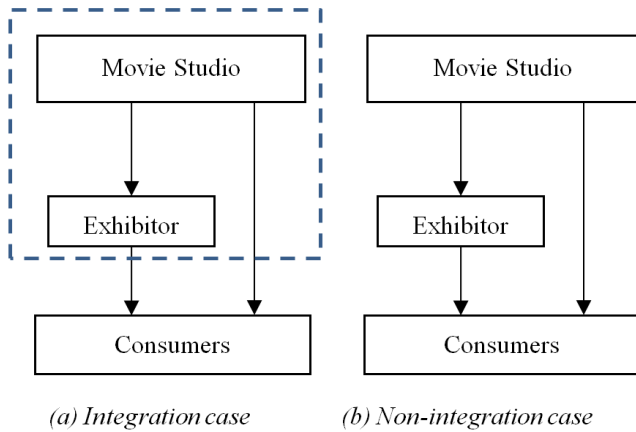 Movie Studio
Exhibitor
Consumers
(a) Integration case
Movie Studio
Exhibitor
Consumers
(b) Non-integration case